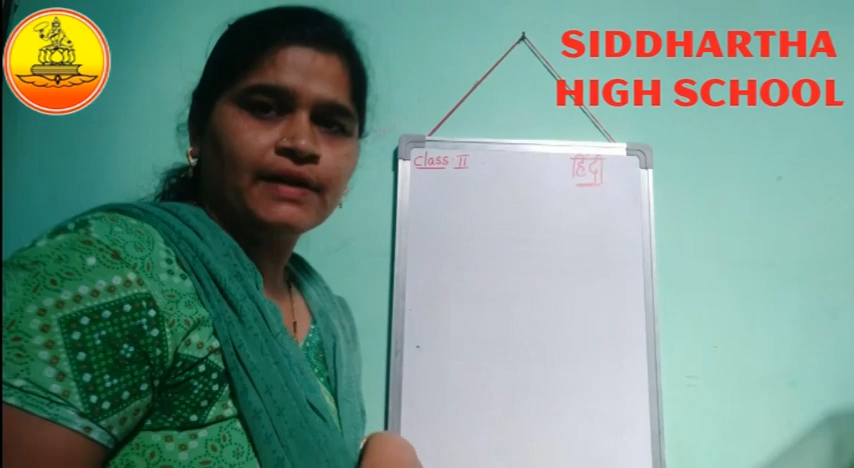 SIDDHARTHA
HIGH SCHOOL
Class II
हिंदी